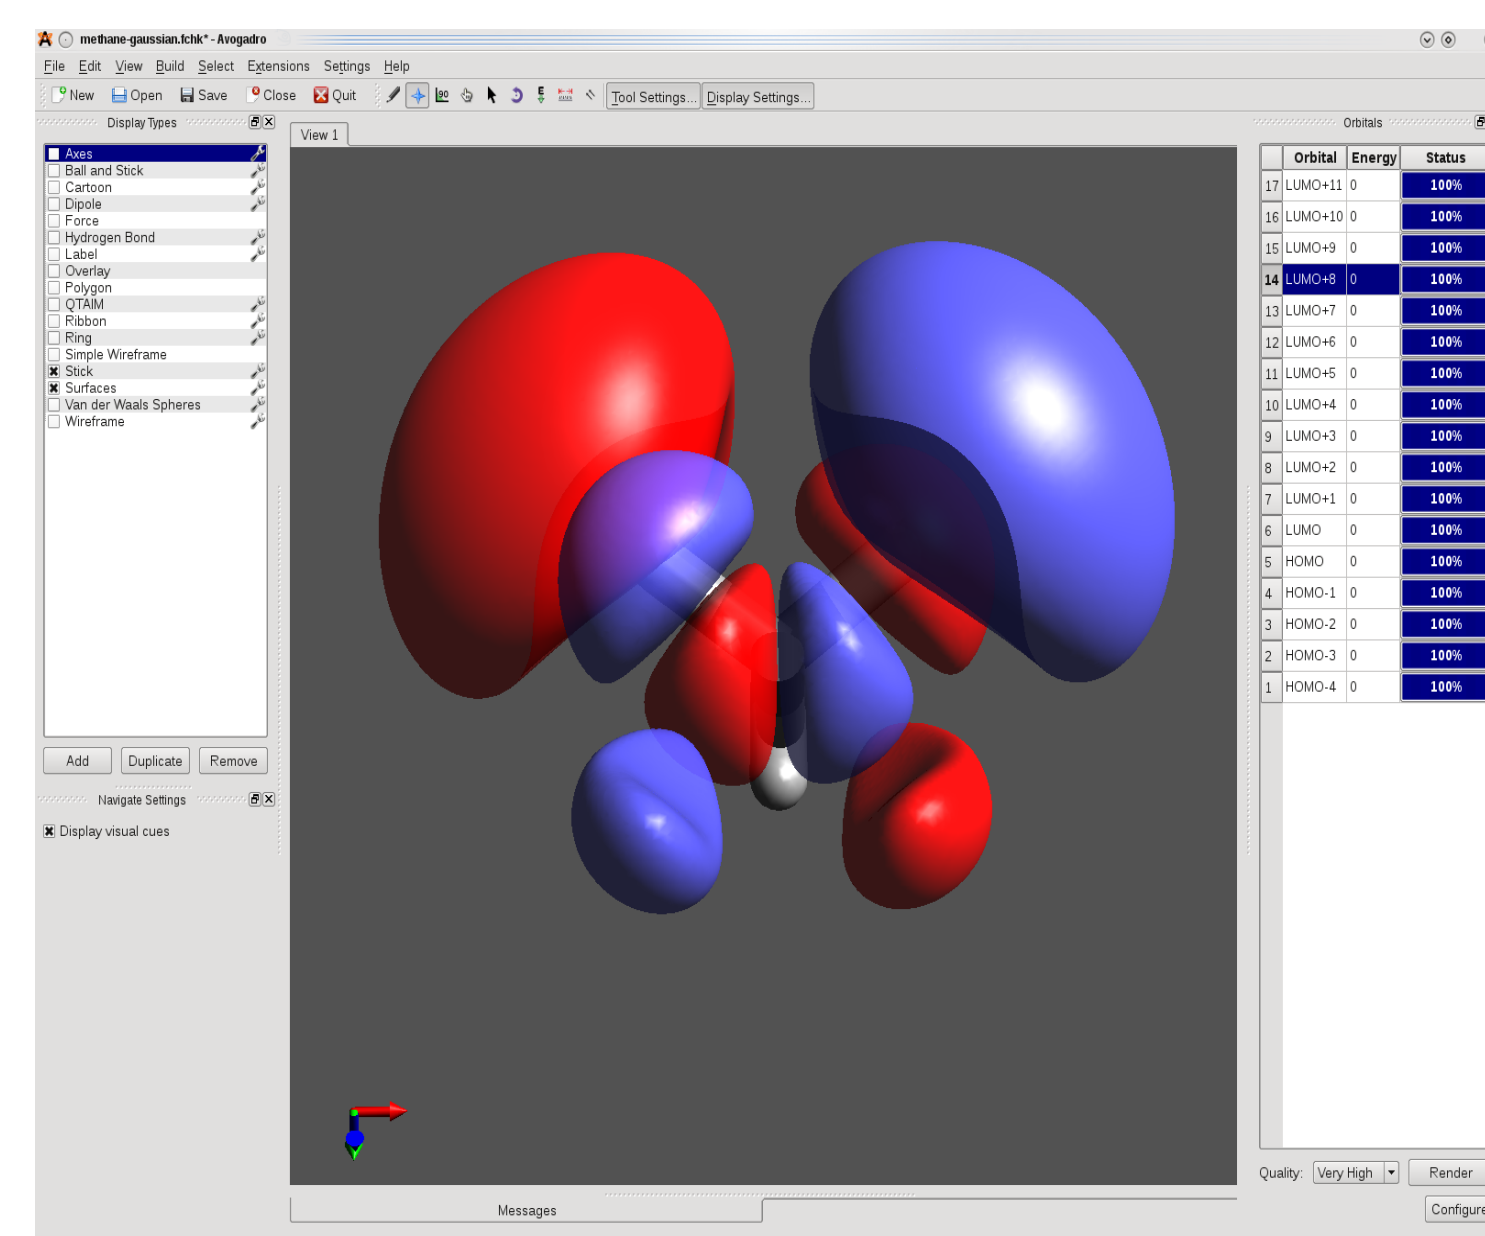 methane-gaussian.fchk* - Avogadro
File Edit View Build Select Extensions Settings Help
New Open Save Close Quit 90 E Tool Settings... Display Settings...
Display Types
Axes
Ball and Stick
Cartoon
Dipole
Force
Hydrogen Bond
Label
Overlay
Polygon
QTAIM
Ribbon
Ring
Simple Wireframe
Stick
Surfaces
Van der Waals Spheres
Wireframe
Add Duplicate Remove
Navigate Settings
Display visual cues
View 1
Messages
Orbitals
Orbital Energy Status
17 LUMO+11 0 100%
16 LUMO+10 0 100%
15 LUMO+9 0 100%
14 LUMO+8 0 100%
13 LUMO+7 0 100%
12 LUMO+6 0 100%
11 LUMO+5 0 100%
10 LUMO+4 0 100%
9 LUMO+3 0 100%
8 LUMO+2 0 100%
7 LUMO+1 0 100%
6 LUMO 0 100%
5 HOMO 0 100%
4 HOMO-1 0 100%
3 HOMO-2 0 100%
2 HOMO-3 0 100%
1 HOMO-4 0 100%
Quality: Very High Render
Configure